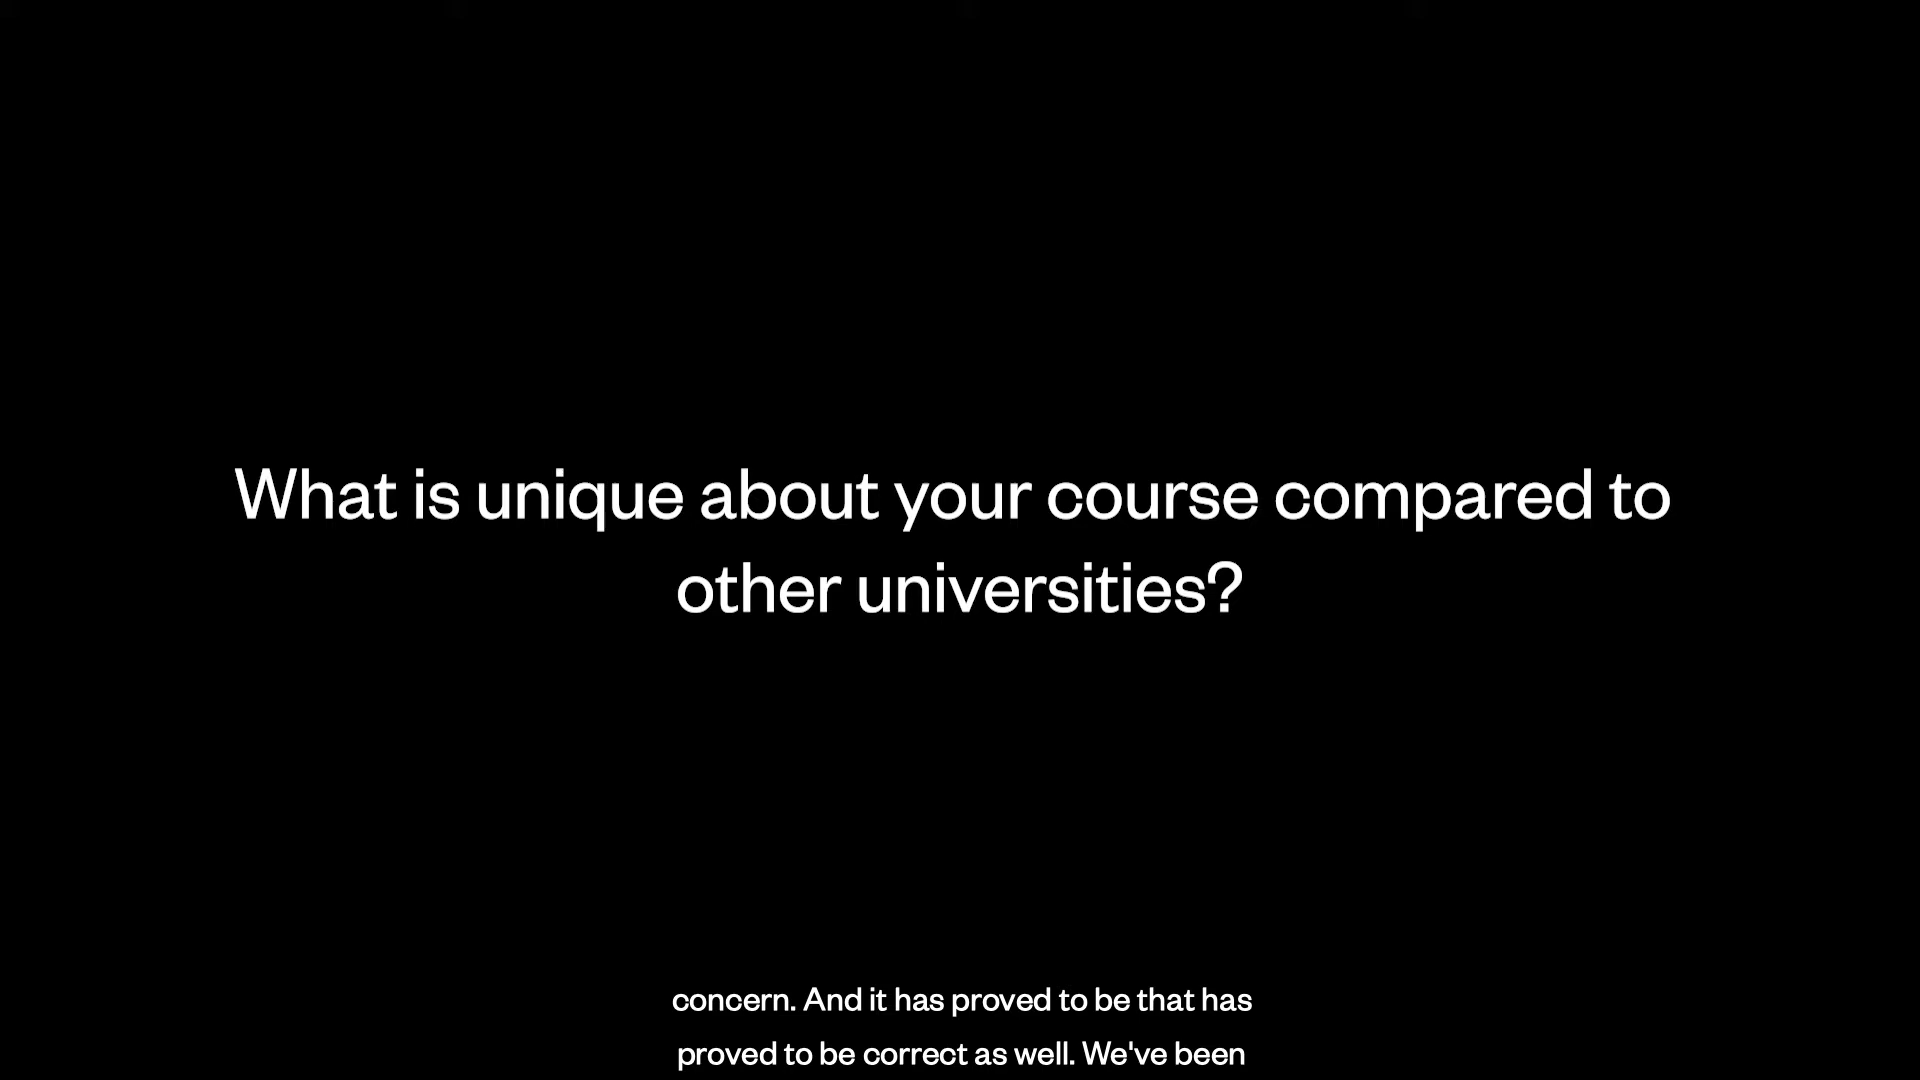 What is unique about your course compared to
other universities?
concern. And it has proved to be that has
proved to be correct as well. We've been